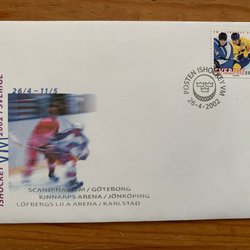 ISHOCKEY VM 2002 I SVERIGE
26/4 - 11/5
SCANDINAVIUM / GÖTEBORG
KINNARPS ARENA / JÖNKÖPING
LÖFBERGS LILA ARENA / KARLSTAD
POSTEN ISHOCKEY VM
26.4.2002
SVERIGE